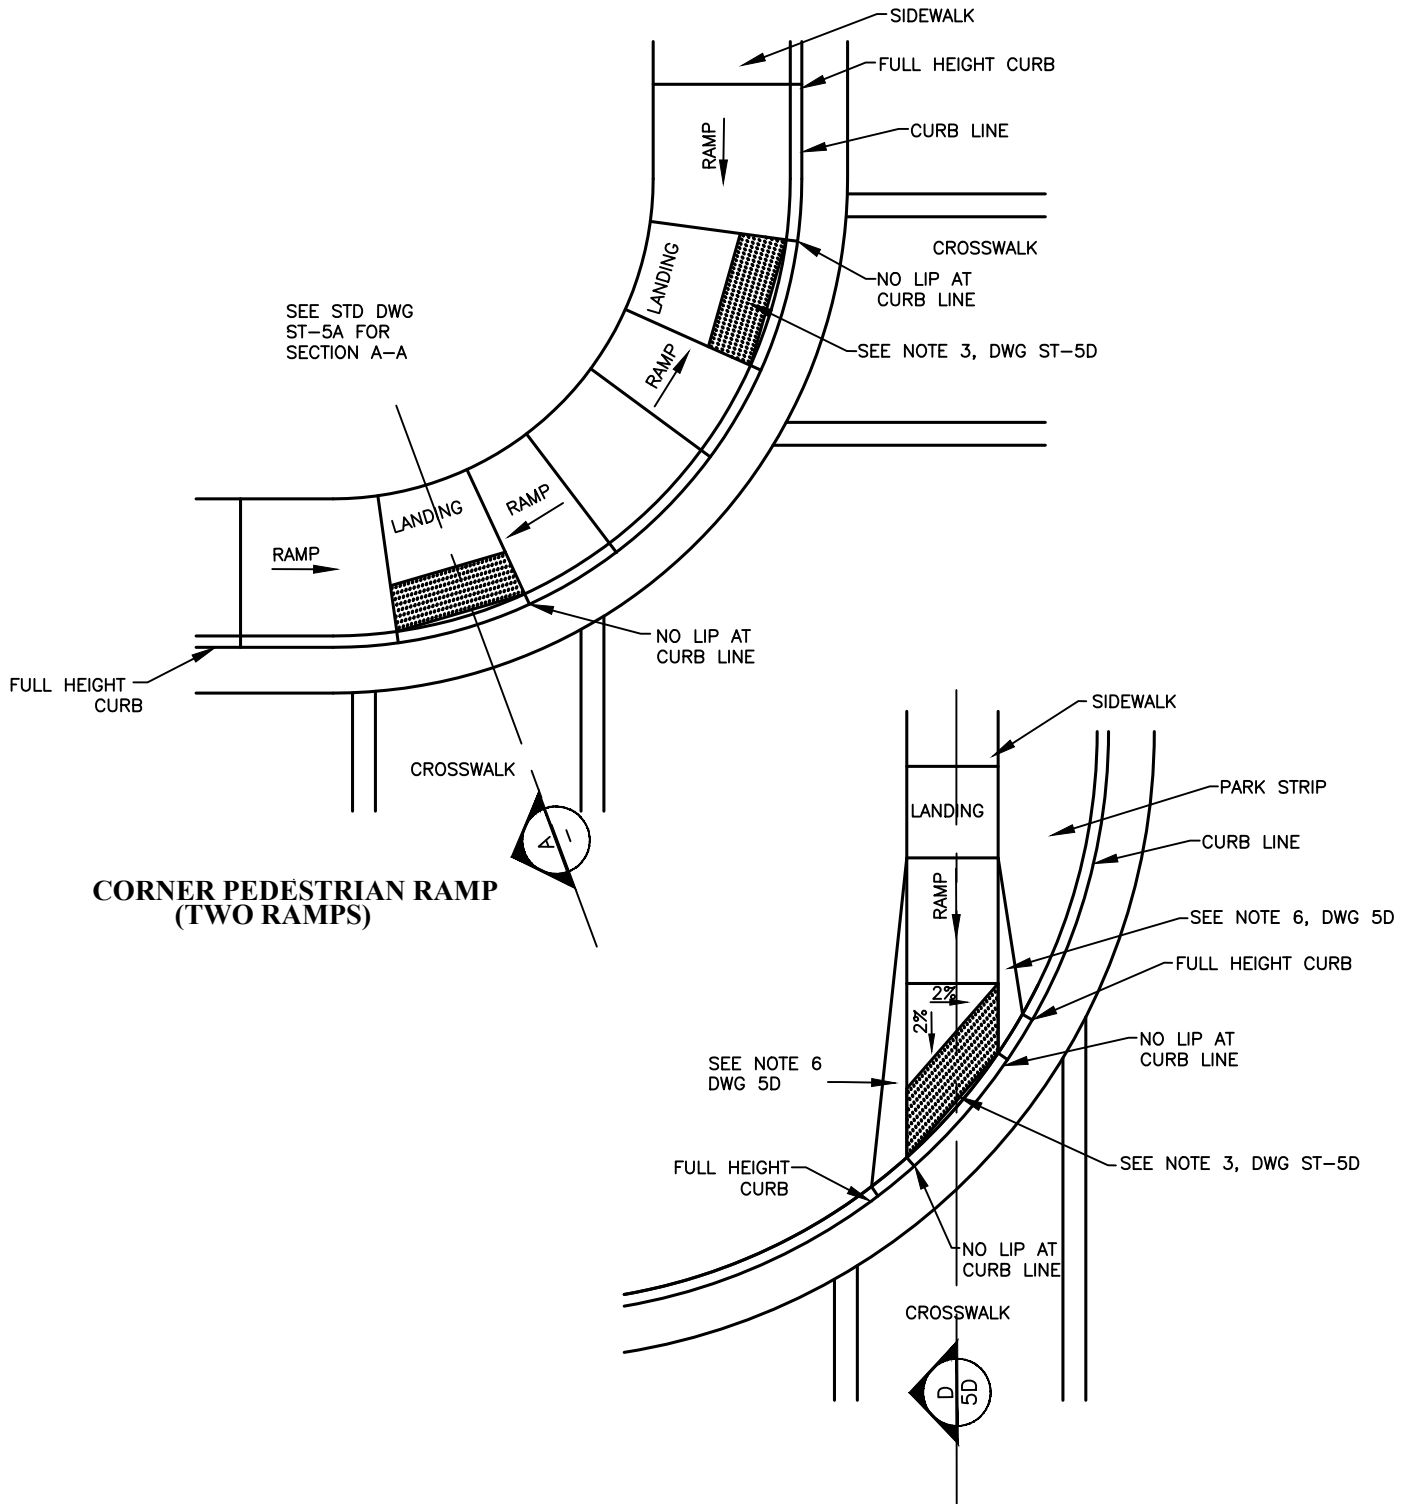 SIDEWALK
FULL HEIGHT CURB
CURB LINE
RAMP
CROSSWALK
LANDING
NO LIP AT
CURB LINE
SEE STD DWG
ST-5A FOR
SECTION A-A
SEE NOTE 3, DWG ST-5D
RAMP
LANDING
RAMP
RAMP
NO LIP AT
CURB LINE
FULL HEIGHT
CURB
CROSSWALK
A
-
CORNER PEDESTRIAN RAMP
(TWO RAMPS)
SIDEWALK
PARK STRIP
LANDING
CURB LINE
RAMP
SEE NOTE 6, DWG 5D
FULL HEIGHT CURB
2%
2%
NO LIP AT
CURB LINE
SEE NOTE 6
DWG 5D
SEE NOTE 3, DWG ST-5D
FULL HEIGHT
CURB
NO LIP AT
CURB LINE
CROSSWALK
D
5D